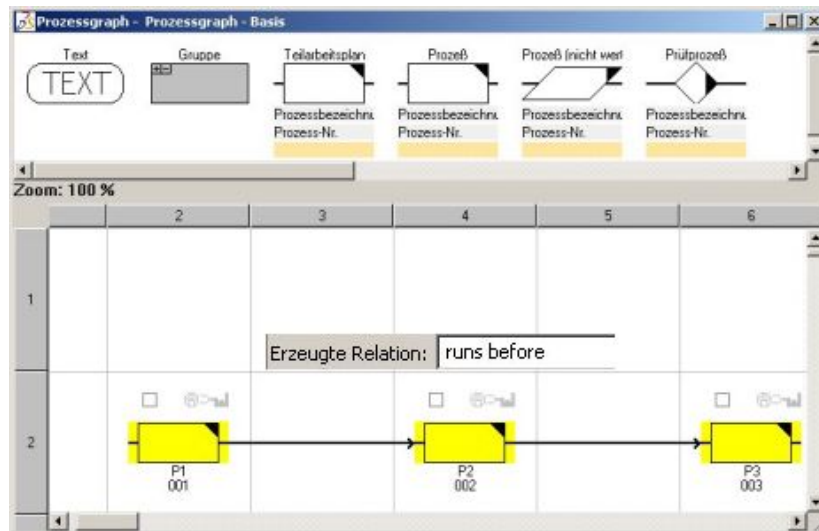 Prozessgraph - Prozessgraph - Basis
Text Gruppe Teilarbeitsplan Prozeß Prozeß (nicht wert Prüfprozeß
TEXT
Prozessbezeichnu Prozessbezeichnu Prozessbezeichnu Prozessbezeichnu
Prozess-Nr. Prozess-Nr. Prozess-Nr. Prozess-Nr.
Zoom: 100 %
2 3 4 5 6
1
Erzeugte Relation: runs before
2
P1 P2 P3
001 002 003